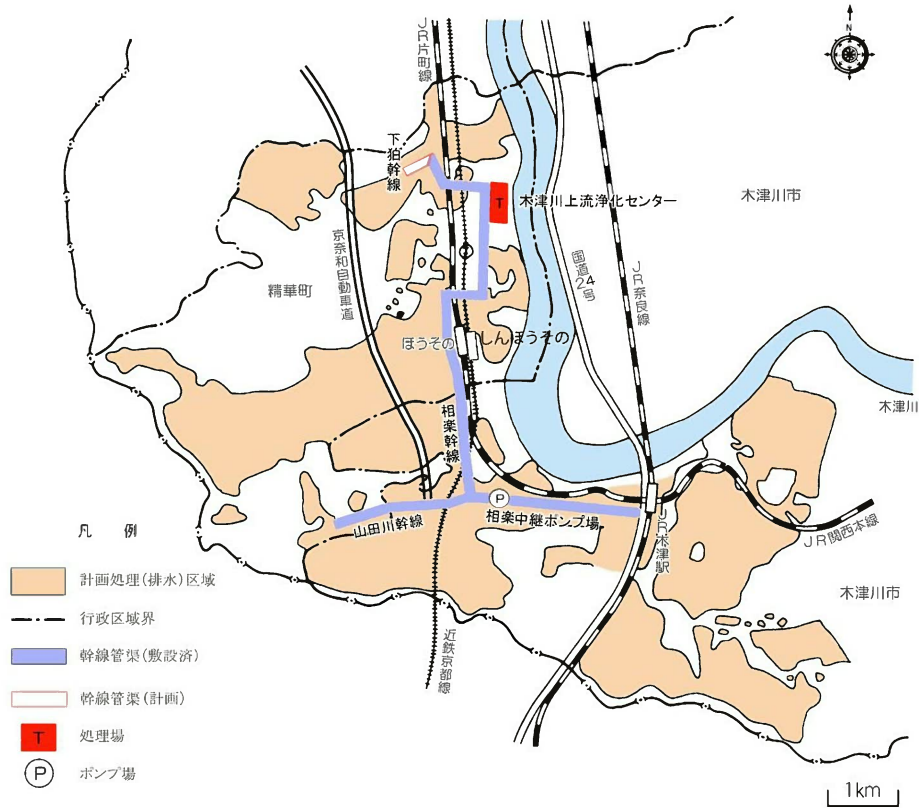 JR片町線
N
下狛幹線
T
木津川上流浄化センター
木津川市
京奈和自動車道
P
国道24号
JR奈良線
精華町
ほうその
しんほうその
木津川
相楽幹線
P
山田川幹線
相楽中継ポンプ場
JR木津駅
JR関西本線
木津川市
近鉄京都線
凡 例
計画処理(排水)区域
行政区域界
幹線管渠(敷設済)
幹線管渠(計画)
T 処理場
P ポンプ場
1km